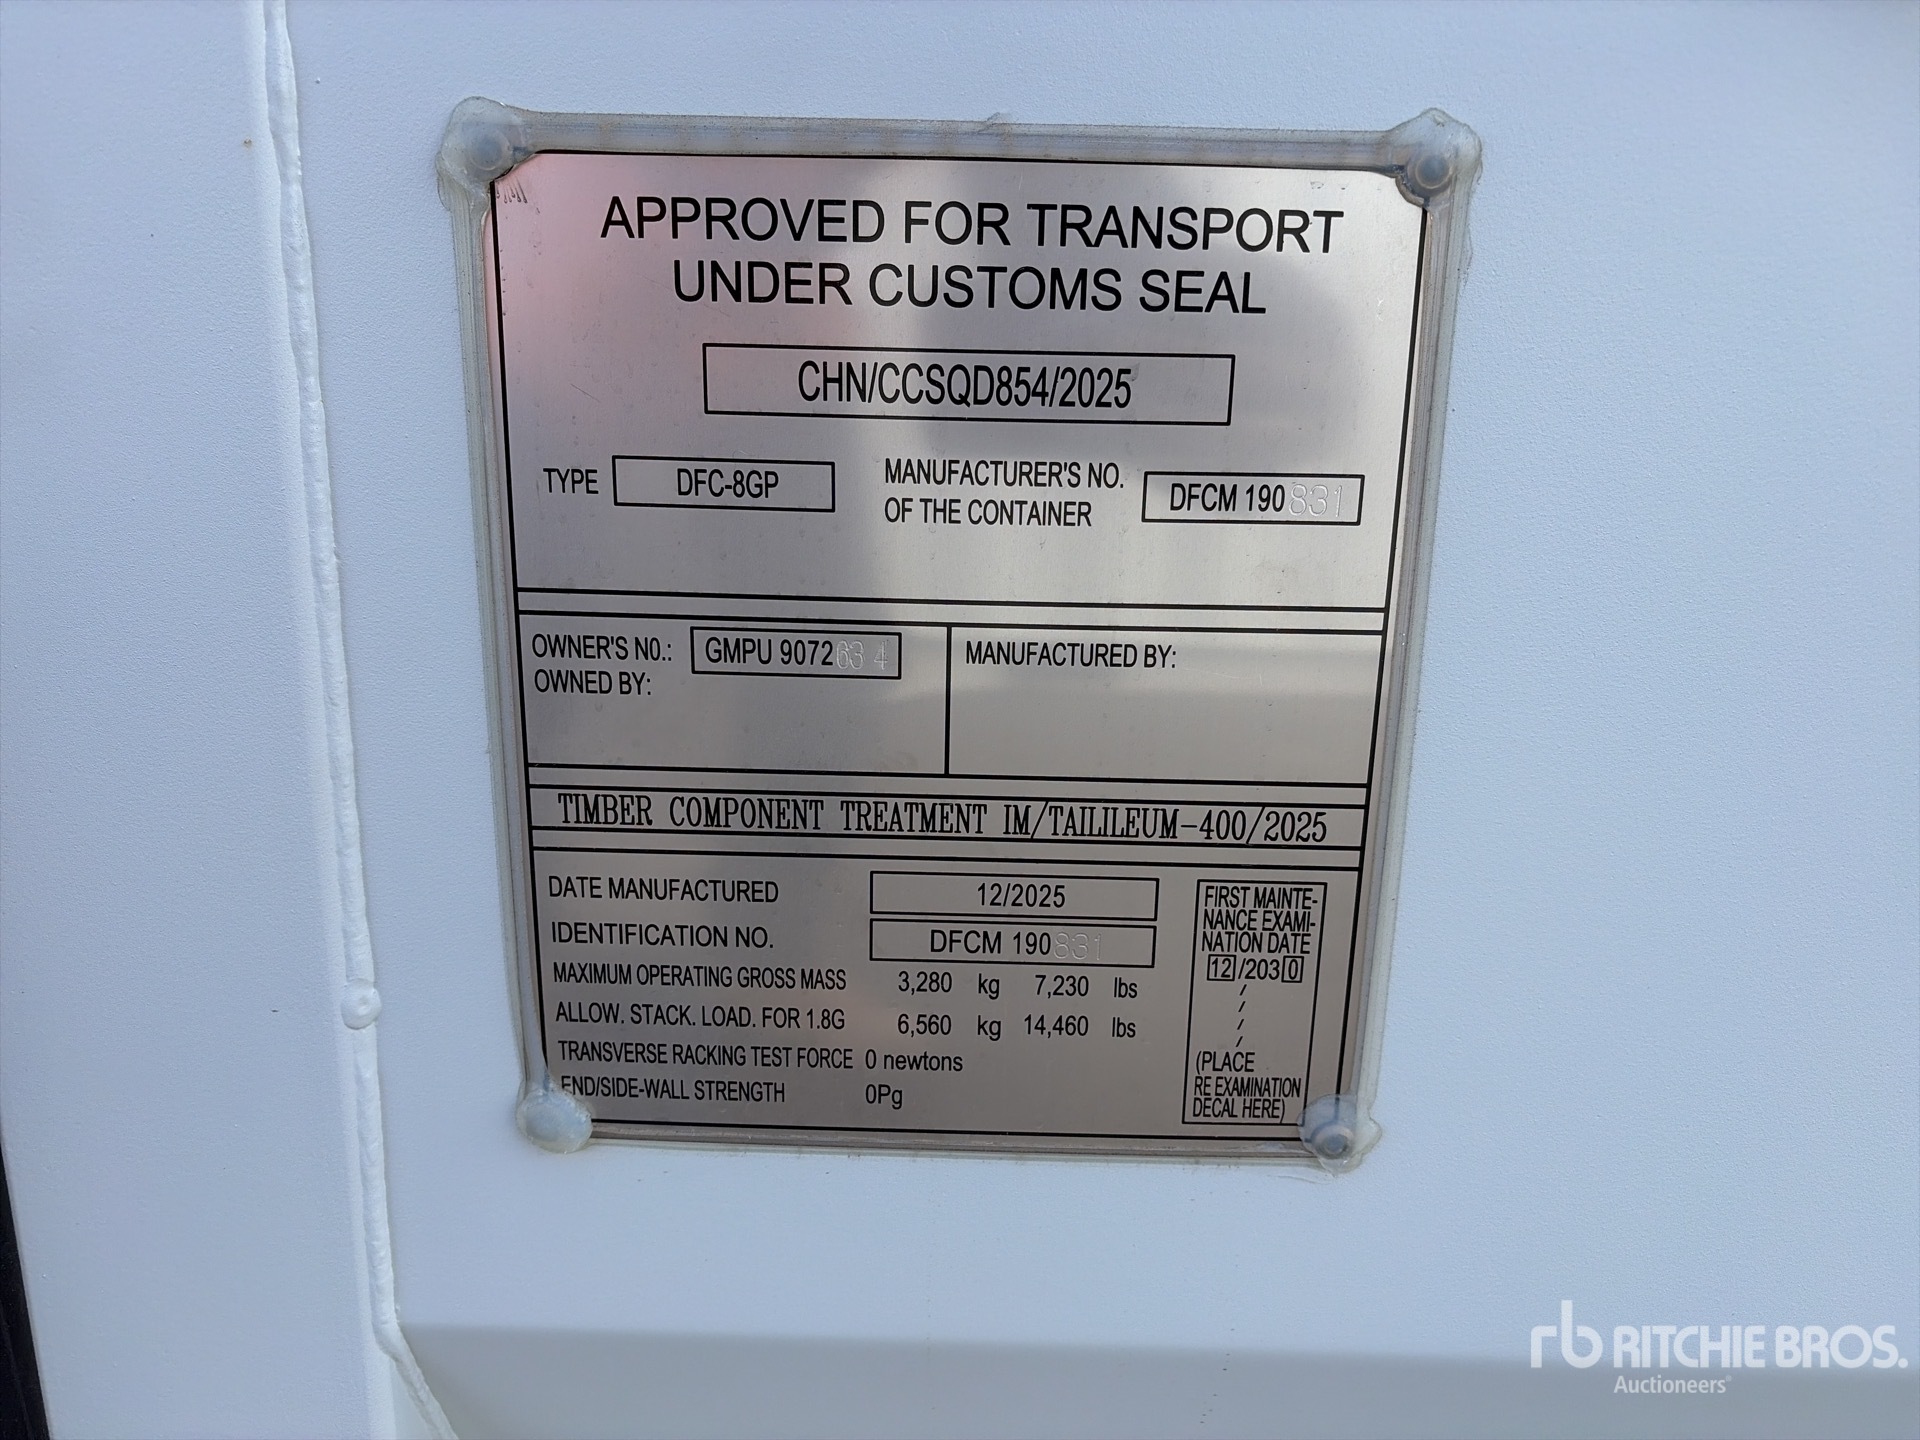 APPROVED FOR TRANSPORT
UNDER CUSTOMS SEAL
CHN/CCSQD854/2025
TYPE DFC-8GP
MANUFACTURER'S NO.
OF THE CONTAINER
DFCM 190831
OWNER'S NO.: GMPU 907263 4
OWNED BY:
MANUFACTURED BY:
TIMBER COMPONENT TREATMENT IM/TAILILEUM-400/2025
DATE MANUFACTURED 12/2025
IDENTIFICATION NO. DFCM 190831
MAXIMUM OPERATING GROSS MASS 3,280 kg 7,230 lbs
ALLOW. STACK. LOAD. FOR 1.8G 6,560 kg 14,460 lbs
TRANSVERSE RACKING TEST FORCE 0 newtons
END/SIDE-WALL STRENGTH 0Pg
FIRST MAINTE-
NANCE EXAMI-
NATION DATE
12/2030
/
/
/
/
(PLACE
RE EXAMINATION
DECAL HERE)
rb RITCHIE BROS.
Auctioneers